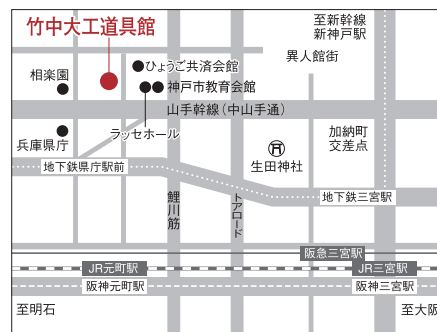 竹中大工道具館
至新幹線
新神戸駅
異人館街
ひょうご共済会館
相楽園
神戸市教育会館
山手幹線(中山手通)
兵庫県庁
ラッセホール
加納町
交差点
生田神社
地下鉄県庁駅前
地下鉄三宮駅
鯉川筋
トアロード
阪急三宮駅
JR元町駅
JR三宮駅
阪神元町駅
阪神三宮駅
至明石
至大阪